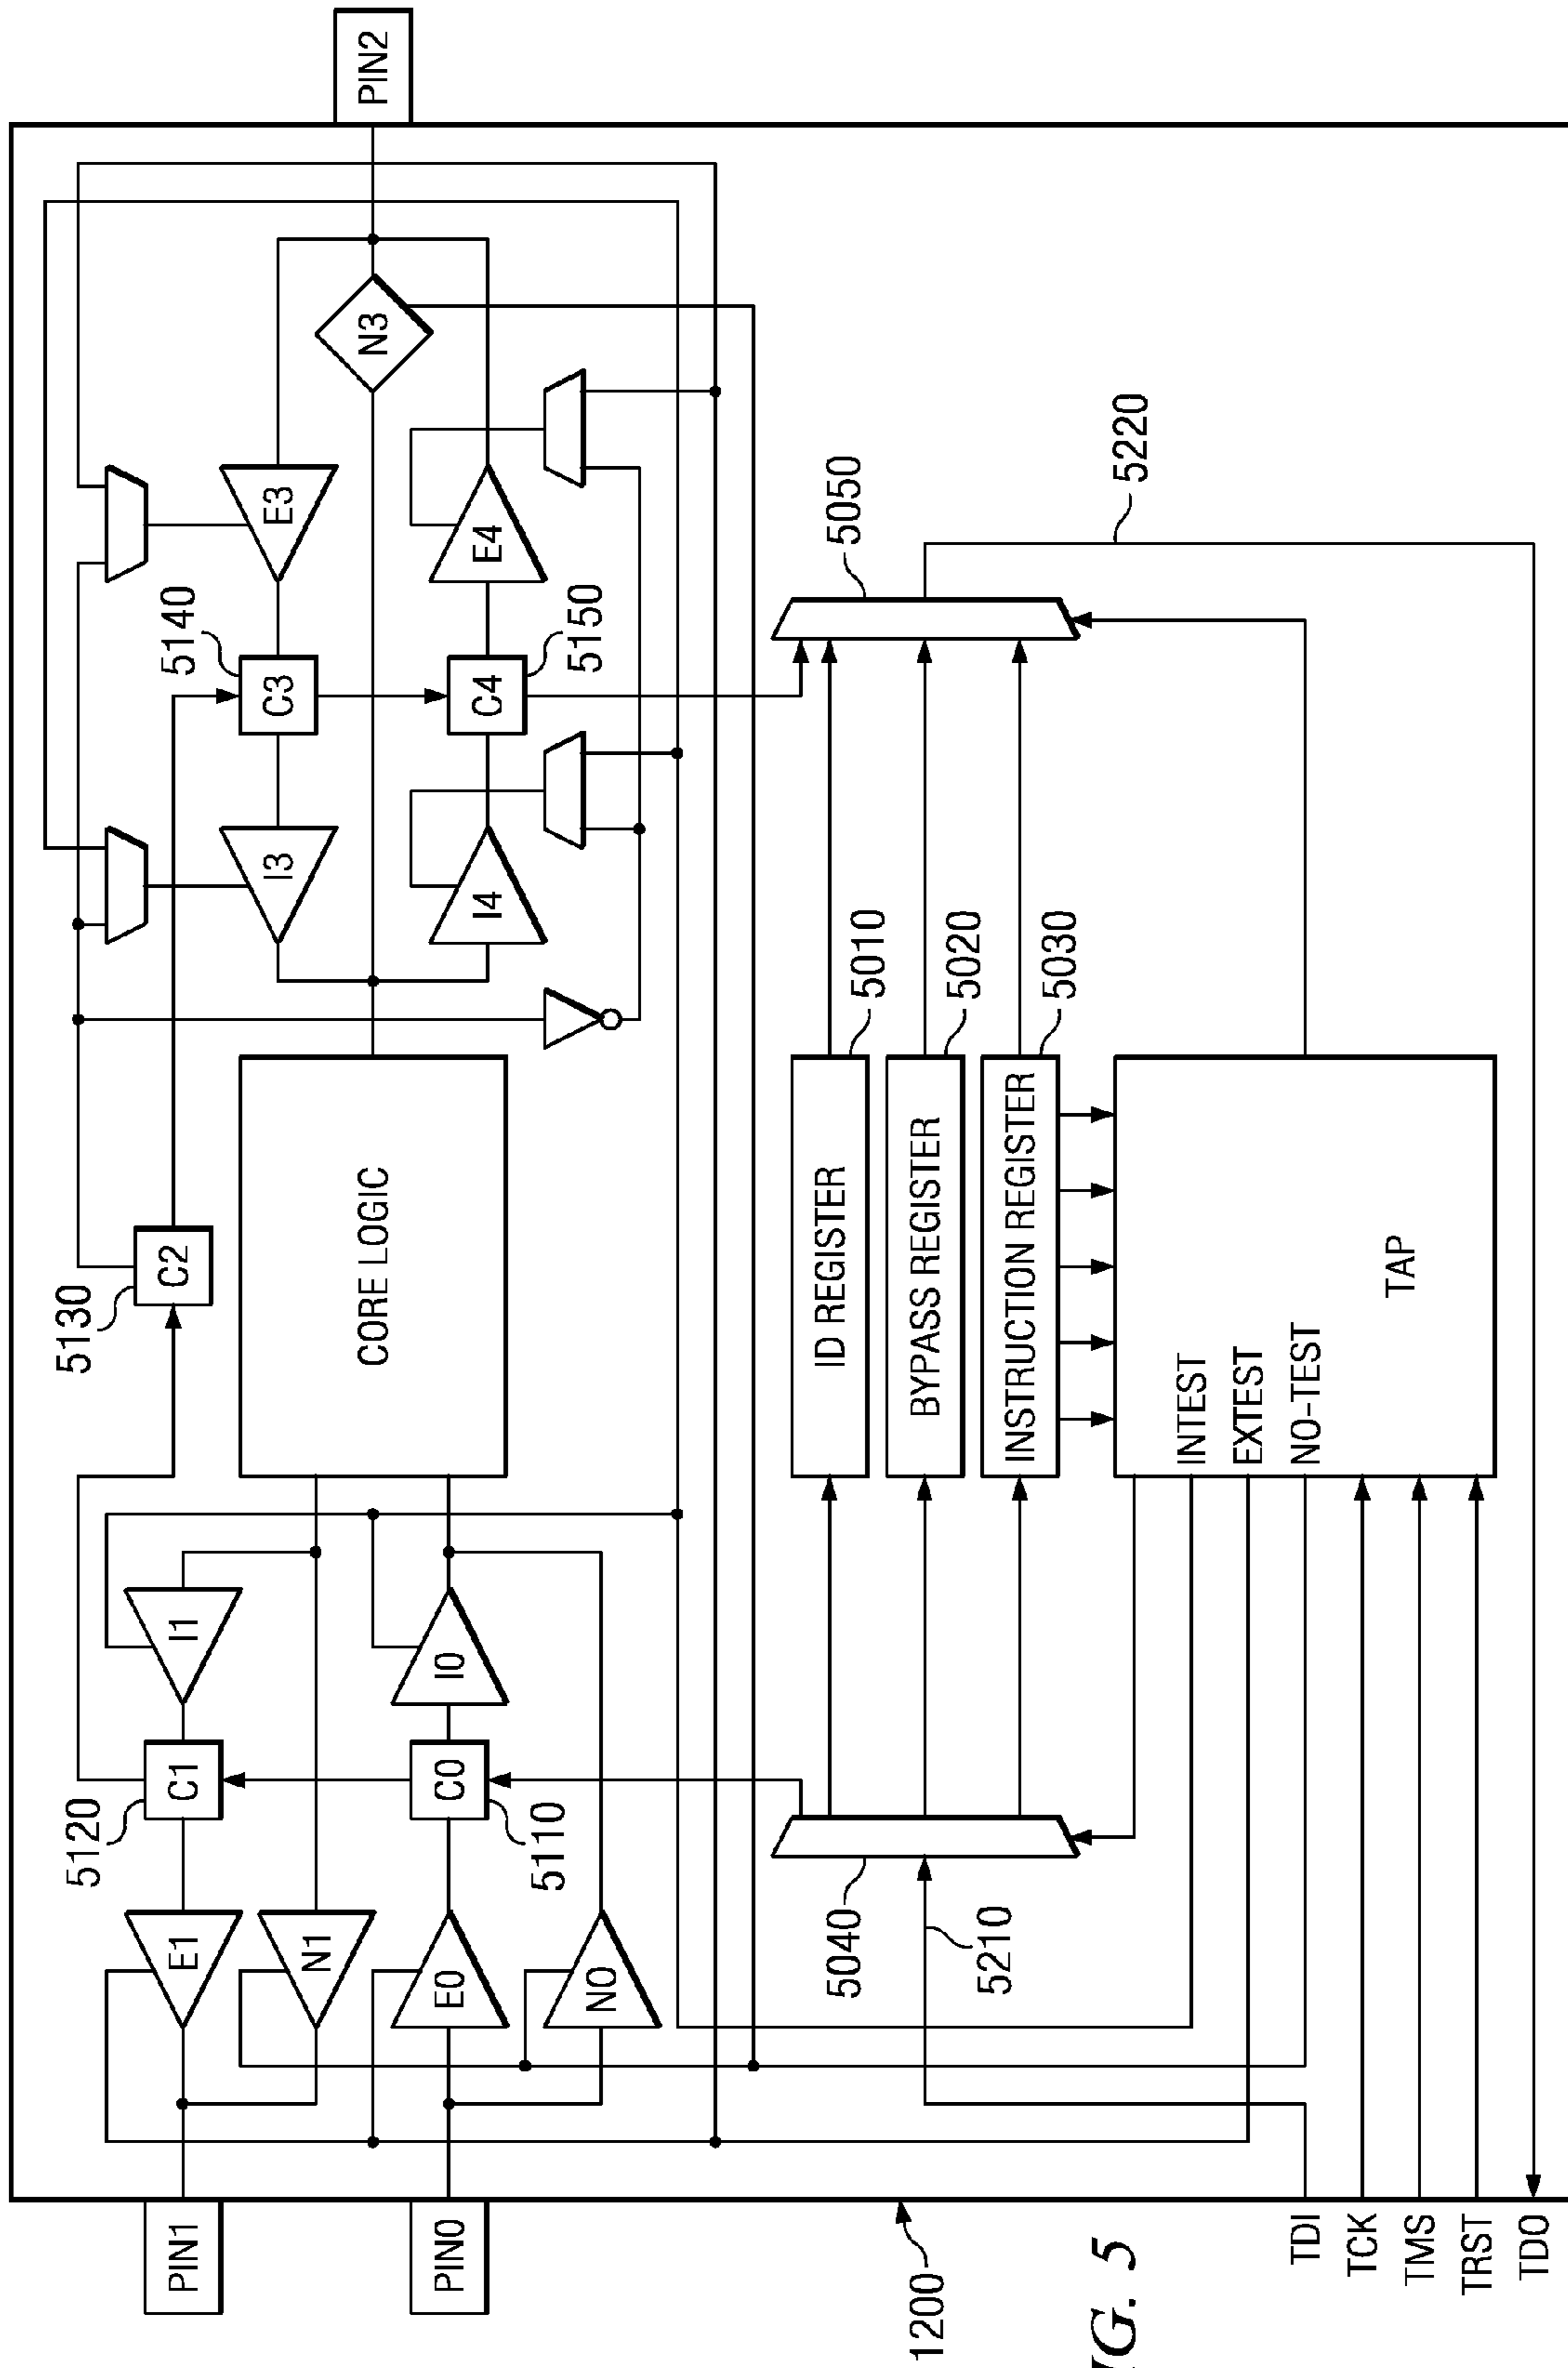 PIN1
PIN0
5120
C1
E1
N1
I1
5110
C0
E0
N0
I0
5130
C2
CORE LOGIC
5140
C3
I3
E3
5150
C4
I4
E4
N3
PIN2
5040
5210
ID REGISTER
5010
BYPASS REGISTER
5020
INSTRUCTION REGISTER
5030
5050
5220
INTEST
EXTEST
NO-TEST
TAP
1200
TDI
TCK
TMS
TRST
TDO
IG. 5